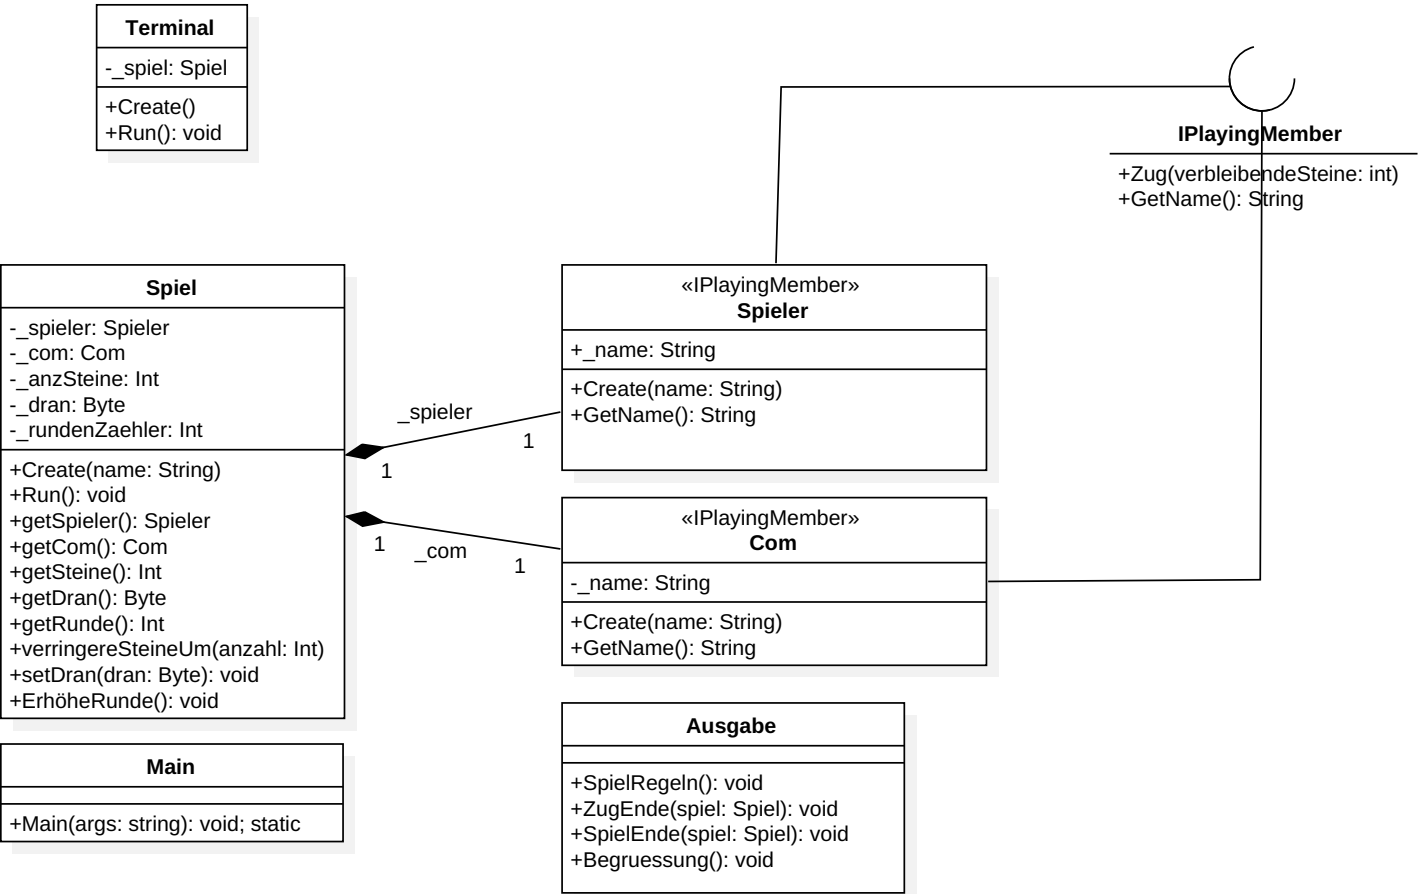 Terminal
-_spiel: Spiel
+Create()
+Run(): void
IPlayingMember
+Zug(verbleibendeSteine: int)
+GetName(): String
Spiel
-_spieler: Spieler
-_com: Com
-_anzSteine: Int
-_dran: Byte
-_rundenZaehler: Int
+Create(name: String)
+Run(): void
+getSpieler(): Spieler
+getCom(): Com
+getSteine(): Int
+getDran(): Byte
+getRunde(): Int
+verringereSteineUm(anzahl: Int)
+setDran(dran: Byte): void
+ErhöheRunde(): void
_spieler
1
1
1
_com
1
«IPlayingMember»
Spieler
+_name: String
+Create(name: String)
+GetName(): String
«IPlayingMember»
Com
-_name: String
+Create(name: String)
+GetName(): String
Main
+Main(args: string): void; static
Ausgabe
+SpielRegeln(): void
+ZugEnde(spiel: Spiel): void
+SpielEnde(spiel: Spiel): void
+Begruessung(): void